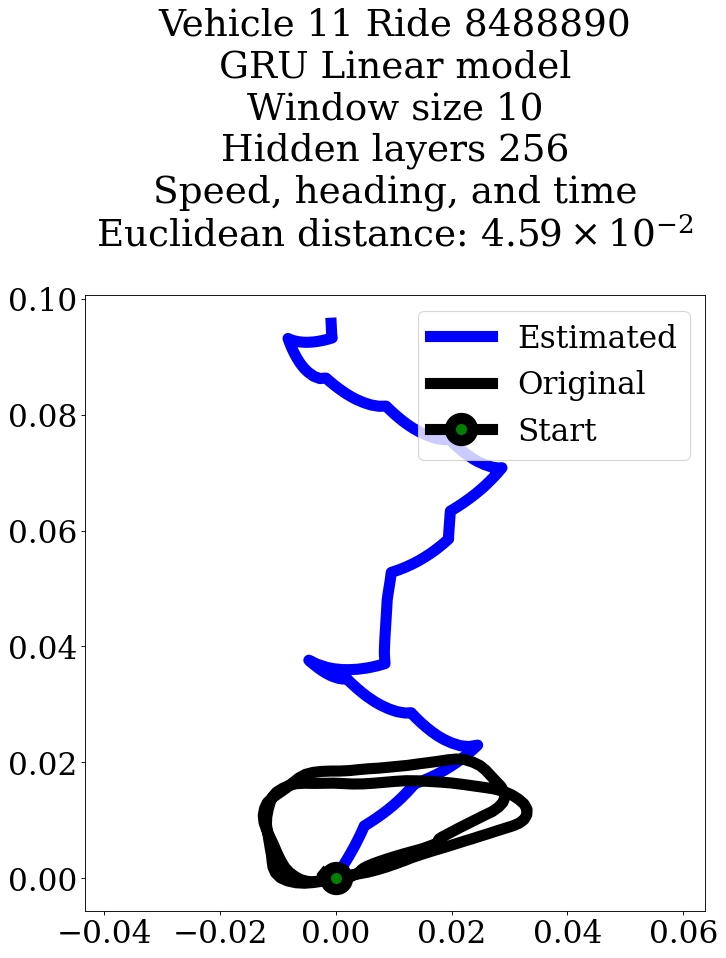 Vehicle 11 Ride 8488890
GRU Linear model
Window size 10
Hidden layers 256
Speed, heading, and time
Euclidean distance: 4.59 × 10⁻²
0.10
0.08
0.06
0.04
0.02
0.00
Estimated
Original
Start
−0.04 −0.02 0.00 0.02 0.04 0.06